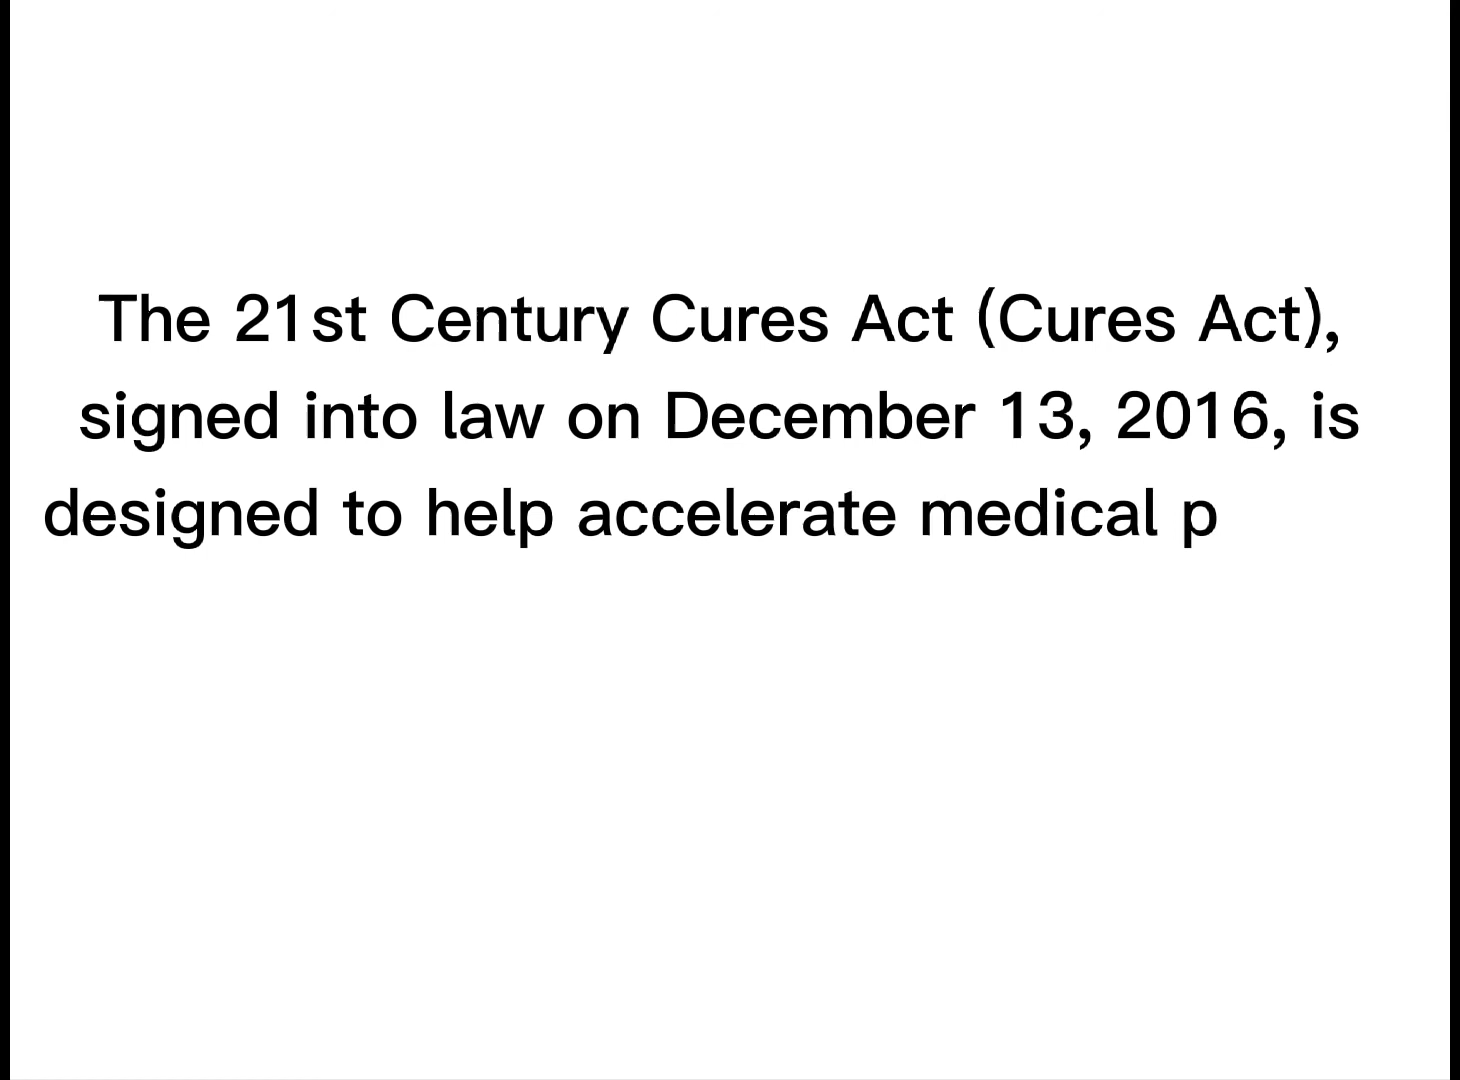 The 21st Century Cures Act (Cures Act),
signed into law on December 13, 2016, is
designed to help accelerate medical p